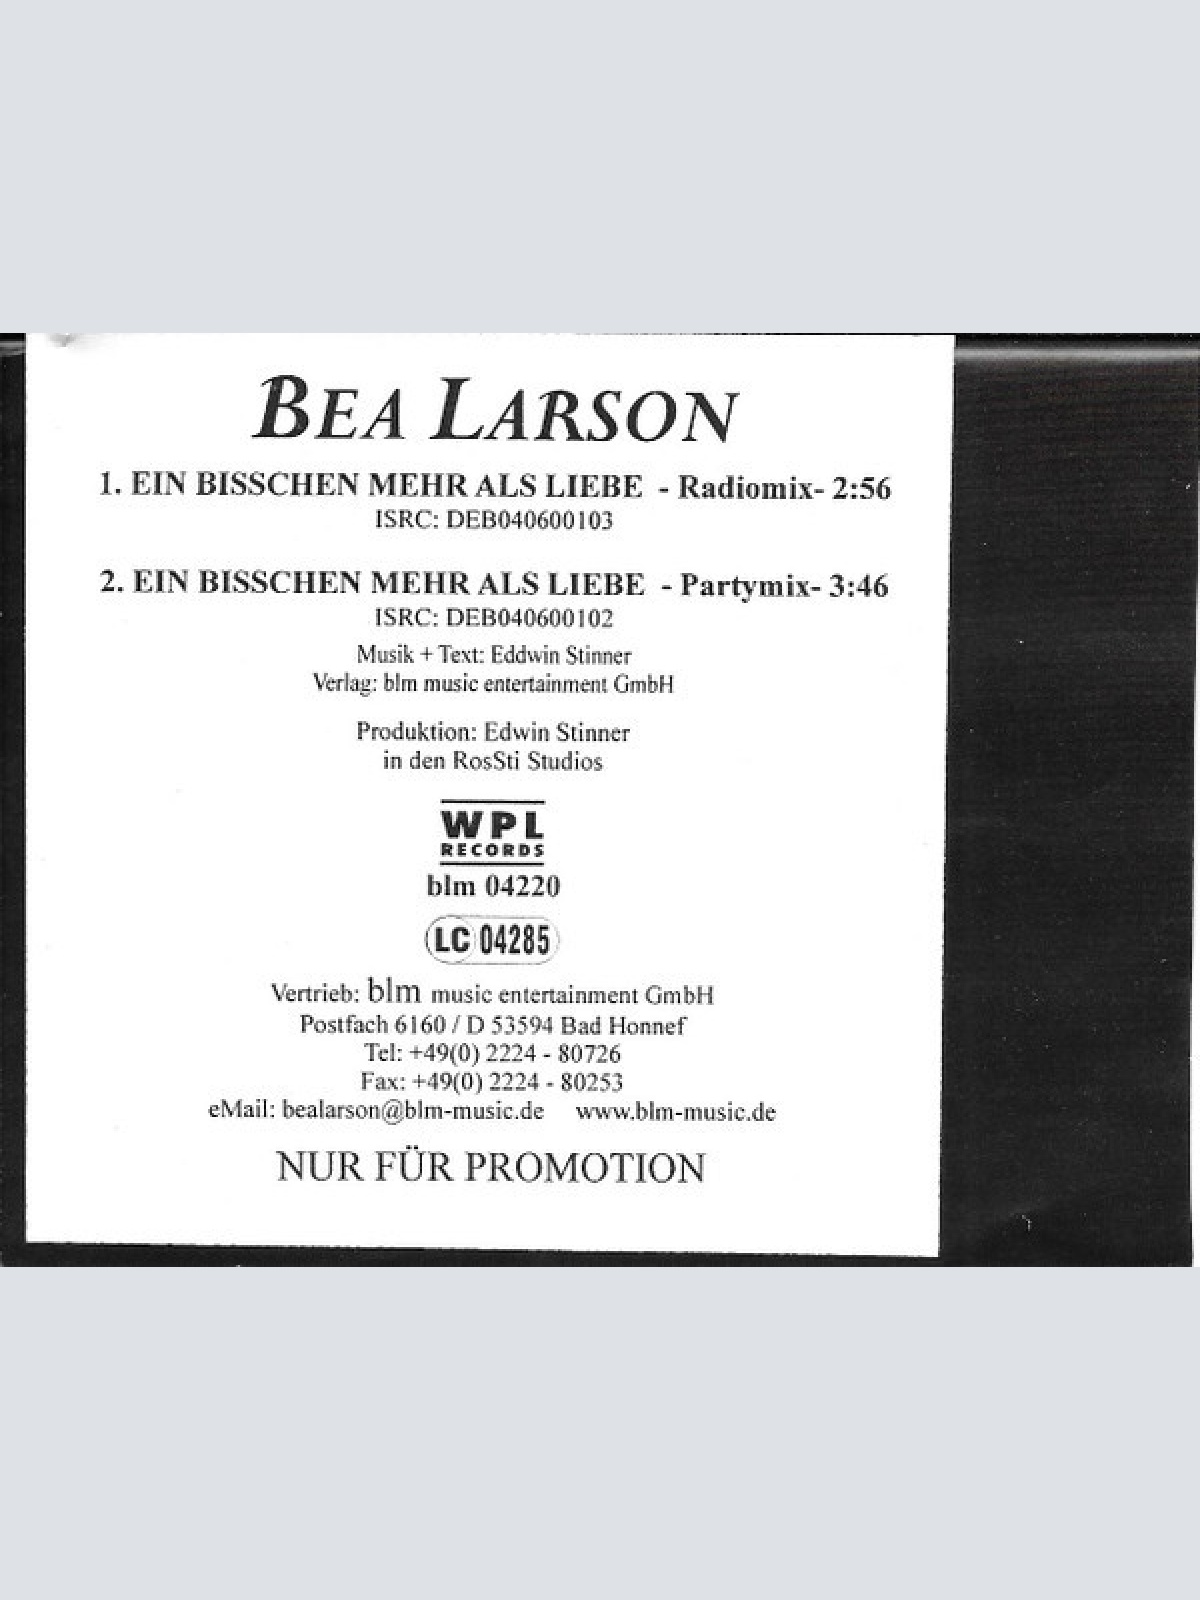 BEA LARSON
1. EIN BISSCHEN MEHR ALS LIEBE - Radiomix- 2:56
ISRC: DEB040600103
2. EIN BISSCHEN MEHR ALS LIEBE - Partymix- 3:46
ISRC: DEB040600102
Musik + Text: Eddwin Stinner
Verlag: blm music entertainment GmbH
Produktion: Edwin Stinner
in den RosSti Studios
WPL
RECORDS
blm 04220
LC 04285
Vertrieb: blm music entertainment GmbH
Postfach 6160 / D 53594 Bad Honnef
Tel: +49(0) 2224 - 80726
Fax: +49(0) 2224 - 80253
eMail: bealarson@blm-music.de www.blm-music.de
NUR FÜR PROMOTION